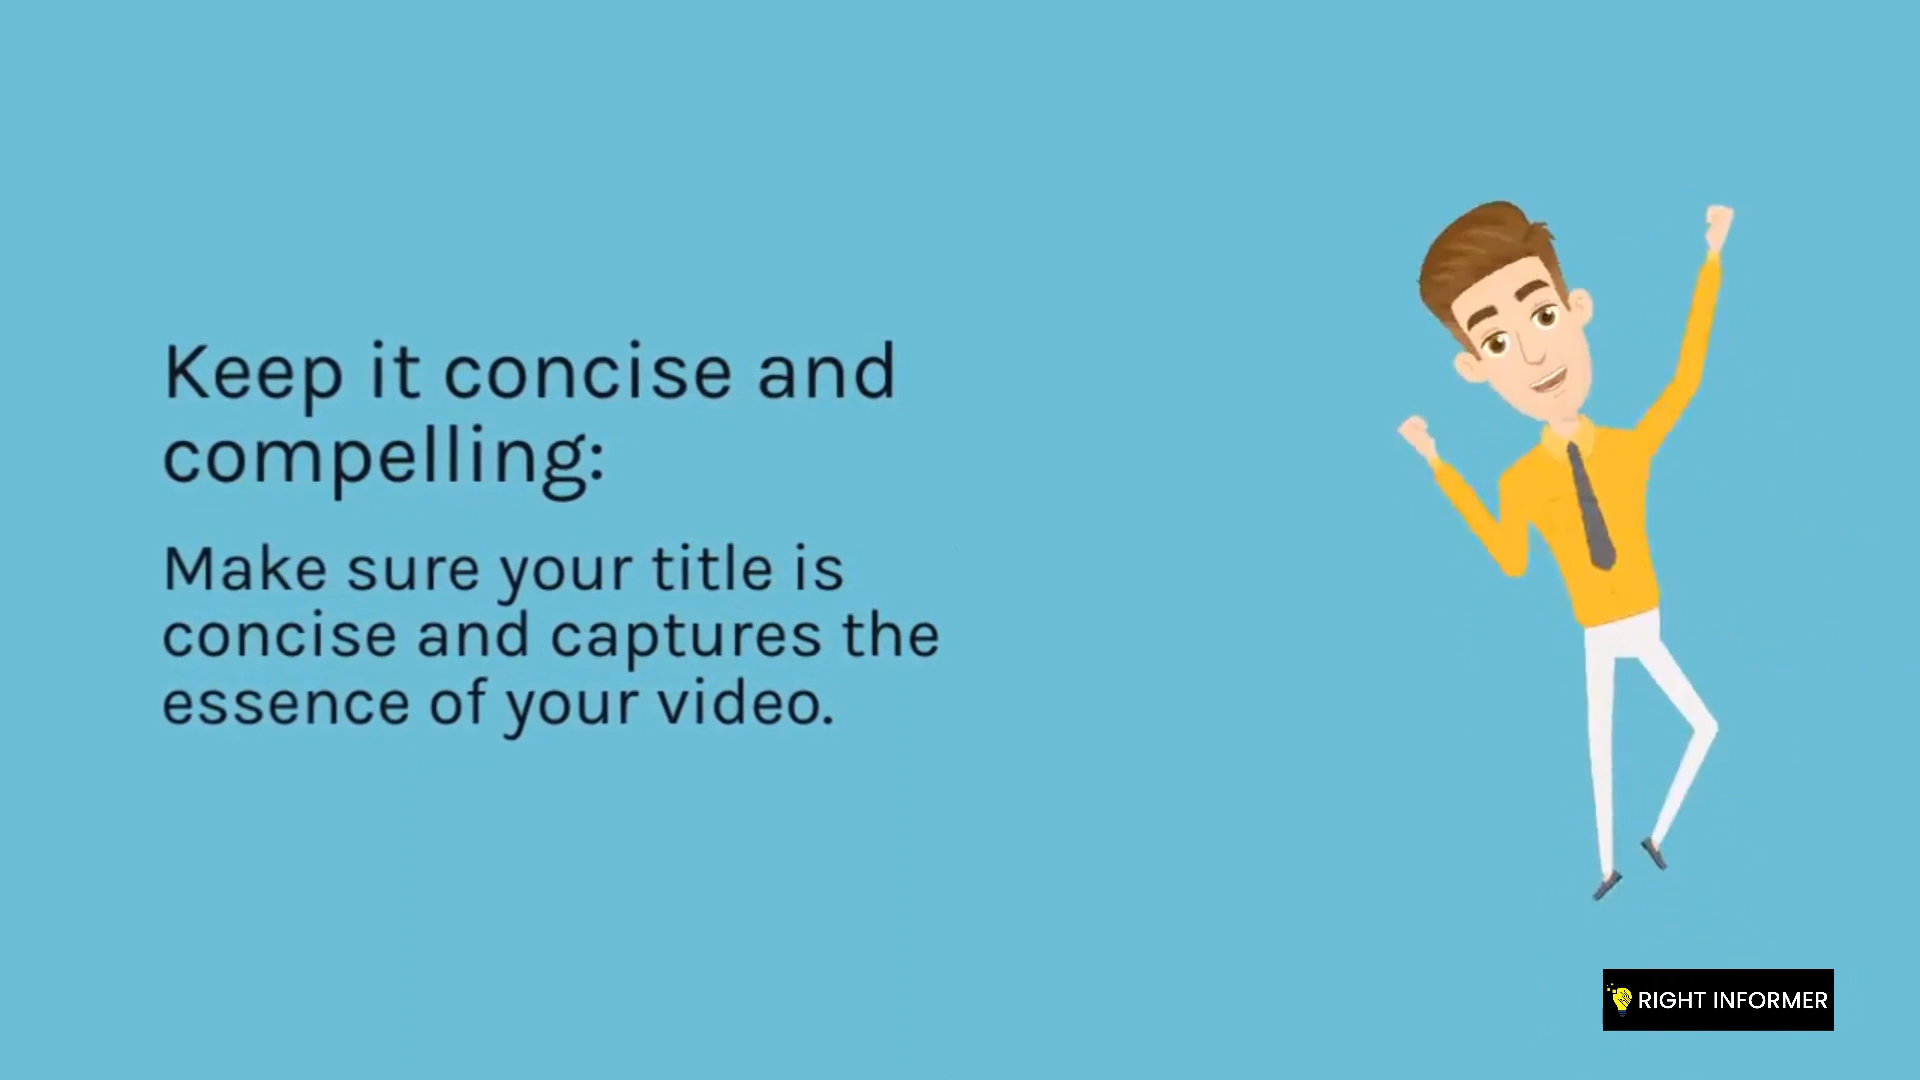 Keep it concise and
compelling:
Make sure your title is
concise and captures the
essence of your video.
RIGHT INFORMER